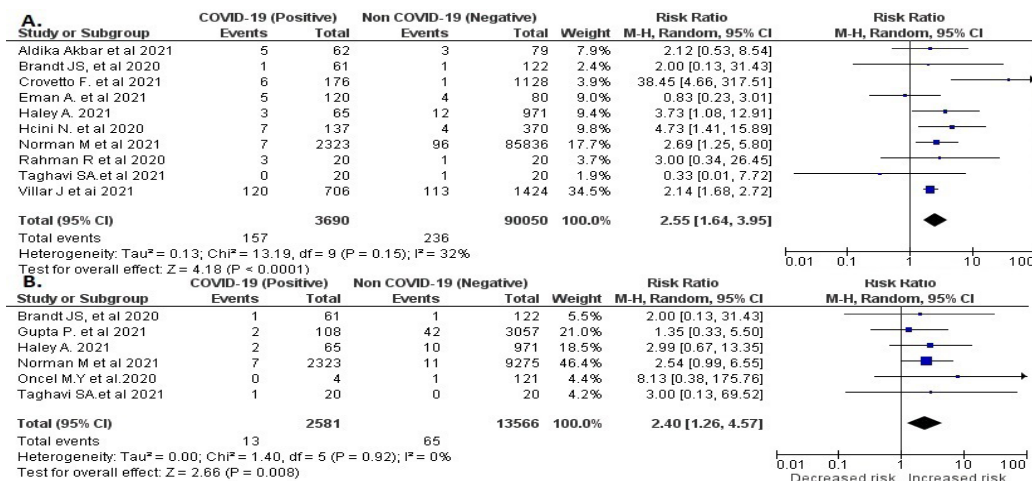 A. COVID-19 (Positive) Non COVID-19 (Negative) Risk Ratio Risk Ratio
Study or Subgroup Events Total Events Total Weight M-H, Random, 95% CI M-H, Random, 95% CI
Aldika Akbar et al 2021 5 62 3 79 7.9% 2.12 [0.53, 8.54]
Brandt JS, et al 2020 1 61 1 122 2.4% 2.00 [0.13, 31.43]
Crovetto F. et al 2021 6 176 1 1128 3.9% 38.45 [4.66, 317.51]
Eman A. et al 2021 5 120 4 80 9.0% 0.83 [0.23, 3.01]
Haley A. 2021 3 65 12 971 9.4% 3.73 [1.08, 12.91]
Hcini N. et al 2020 7 137 4 370 9.8% 4.73 [1.41, 15.89]
Norman M et al 2021 7 2323 96 85836 17.7% 2.69 [1.25, 5.80]
Rahman R et al 2020 3 20 1 20 3.7% 3.00 [0.34, 26.45]
Taghavi SA.et al 2021 0 20 1 20 1.9% 0.33 [0.01, 7.72]
Villar J et ai 2021 120 706 113 1424 34.5% 2.14 [1.68, 2.72]
Total (95% CI) 3690 90050 100.0% 2.55 [1.64, 3.95]
Total events 157 236
Heterogeneity: Tau² = 0.13; Chi² = 13.19, df = 9 (P = 0.15); I² = 32%
Test for overall effect: Z = 4.18 (P < 0.0001)
0.01 0.1 1 10 100
B. COVID-19 (Positive) Non COVID-19 (Negative) Risk Ratio Risk Ratio
Study or Subgroup Events Total Events Total Weight M-H, Random, 95% CI M-H, Random, 95% CI
Brandt JS, et al 2020 1 61 1 122 5.5% 2.00 [0.13, 31.43]
Gupta P. et al 2021 2 108 42 3057 21.0% 1.35 [0.33, 5.50]
Haley A. 2021 2 65 10 971 18.5% 2.99 [0.67, 13.35]
Norman M et al 2021 7 2323 11 9275 46.4% 2.54 [0.99, 6.55]
Oncel M.Y et al.2020 0 4 1 121 4.4% 8.13 [0.38, 175.76]
Taghavi SA.et al 2021 1 20 0 20 4.2% 3.00 [0.13, 69.52]
Total (95% CI) 2581 13566 100.0% 2.40 [1.26, 4.57]
Total events 13 65
Heterogeneity: Tau² = 0.00; Chi² = 1.40, df = 5 (P = 0.92); I² = 0%
Test for overall effect: Z = 2.66 (P = 0.008)
0.01 0.1 1 10 100
Decreased risk Increased risk